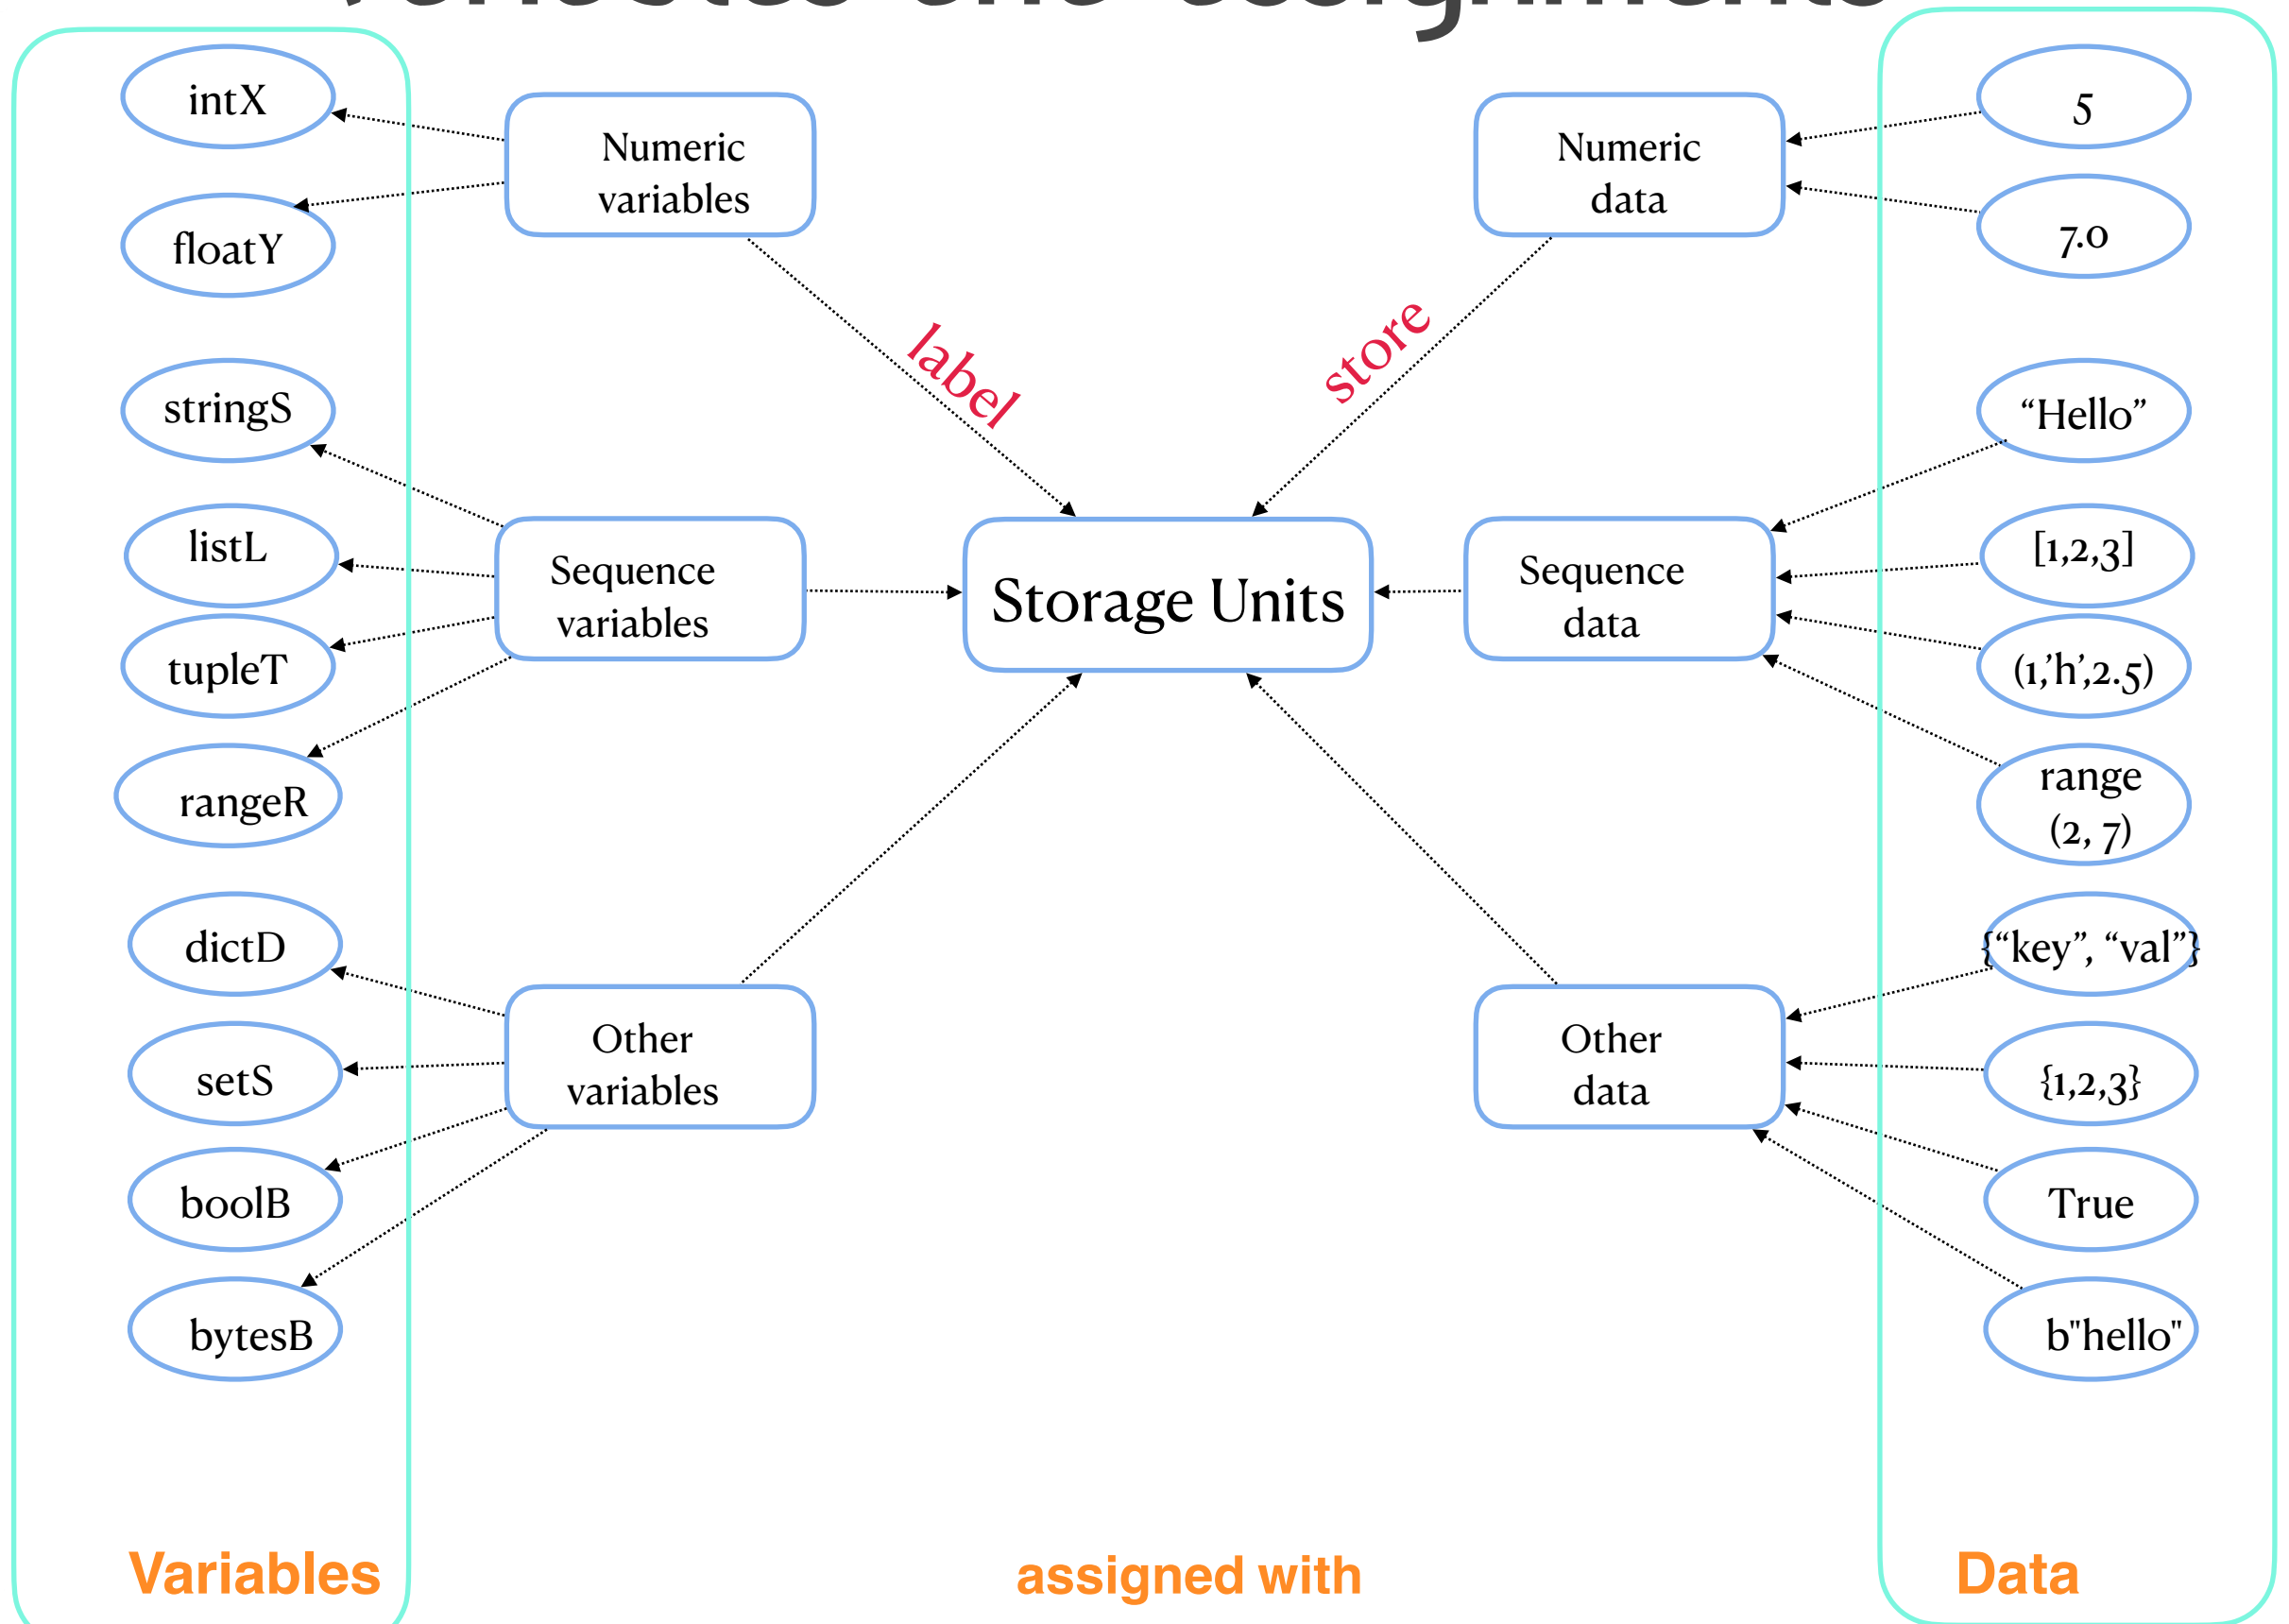 intX
floatY
stringS
listL
tupleT
rangeR
dictD
setS
boolB
bytesB
Variables
Numeric
variables
Sequence
variables
Other
variables
label
store
Storage Units
assigned with
Numeric
data
Sequence
data
Other
data
5
7.0
“Hello”
[1,2,3]
(1,’h’,2.5)
range
(2, 7)
{“key”, “val”}
{1,2,3}
True
b"hello"
Data